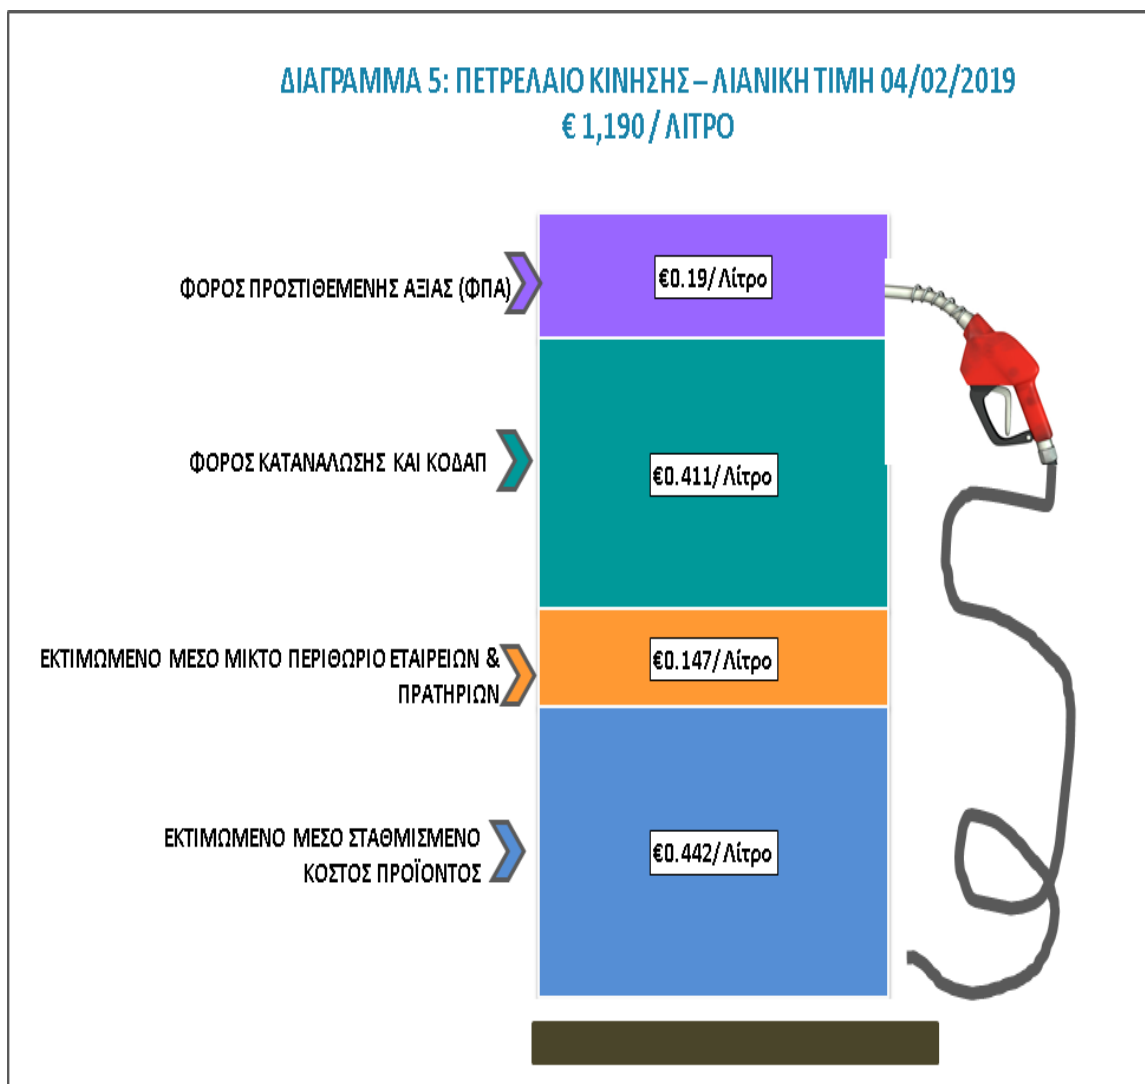 ΔΙΑΓΡΑΜΜΑ 5: ΠΕΤΡΕΛΑΙΟ ΚΙΝΗΣΗΣ – ΛΙΑΝΙΚΗ ΤΙΜΗ 04/02/2019
€ 1,190 / ΛΙΤΡΟ
ΦΟΡΟΣ ΠΡΟΣΤΙΘΕΜΕΝΗΣ ΑΞΙΑΣ (ΦΠΑ)
€0.19/ Λίτρο
ΦΟΡΟΣ ΚΑΤΑΝΑΛΩΣΗΣ ΚΑΙ ΚΟΔΑΠ
€0.411/ Λίτρο
ΕΚΤΙΜΩΜΕΝΟ ΜΕΣΟ ΜΙΚΤΟ ΠΕΡΙΘΩΡΙΟ ΕΤΑΙΡΕΙΩΝ &
ΠΡΑΤΗΡΙΩΝ
€0.147/ Λίτρο
ΕΚΤΙΜΩΜΕΝΟ ΜΕΣΟ ΣΤΑΘΜΙΣΜΕΝΟ
ΚΟΣΤΟΣ ΠΡΟΪΟΝΤΟΣ
€0.442/ Λίτρο